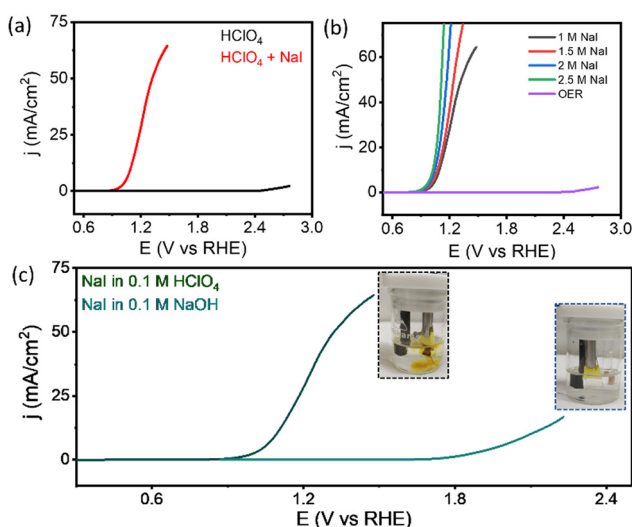 (a)
HClO₄
HClO₄ + NaI
j (mA/cm²)
75
50
25
0
0.6 1.2 1.8 2.4 3.0
E (V vs RHE)
(b)
1 M NaI
1.5 M NaI
2 M NaI
2.5 M NaI
OER
j (mA/cm²)
60
40
20
0
0.6 1.2 1.8 2.4 3.0
E (V vs RHE)
(c)
NaI in 0.1 M HClO₄
NaI in 0.1 M NaOH
j (mA/cm²)
75
50
25
0
0.6 1.2 1.8 2.4
E (V vs RHE)